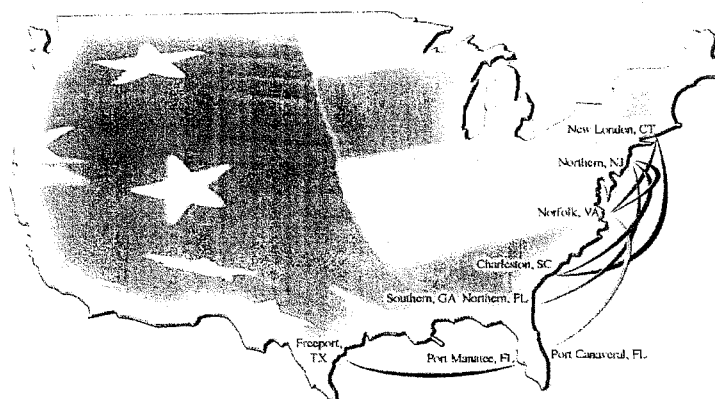 New London, CT
Northern, NJ
Norfolk, VA
Charleston, SC
Southern, GA Northern, FL
Freeport,
TX
Port Manatee, FL
Port Canaveral, FL